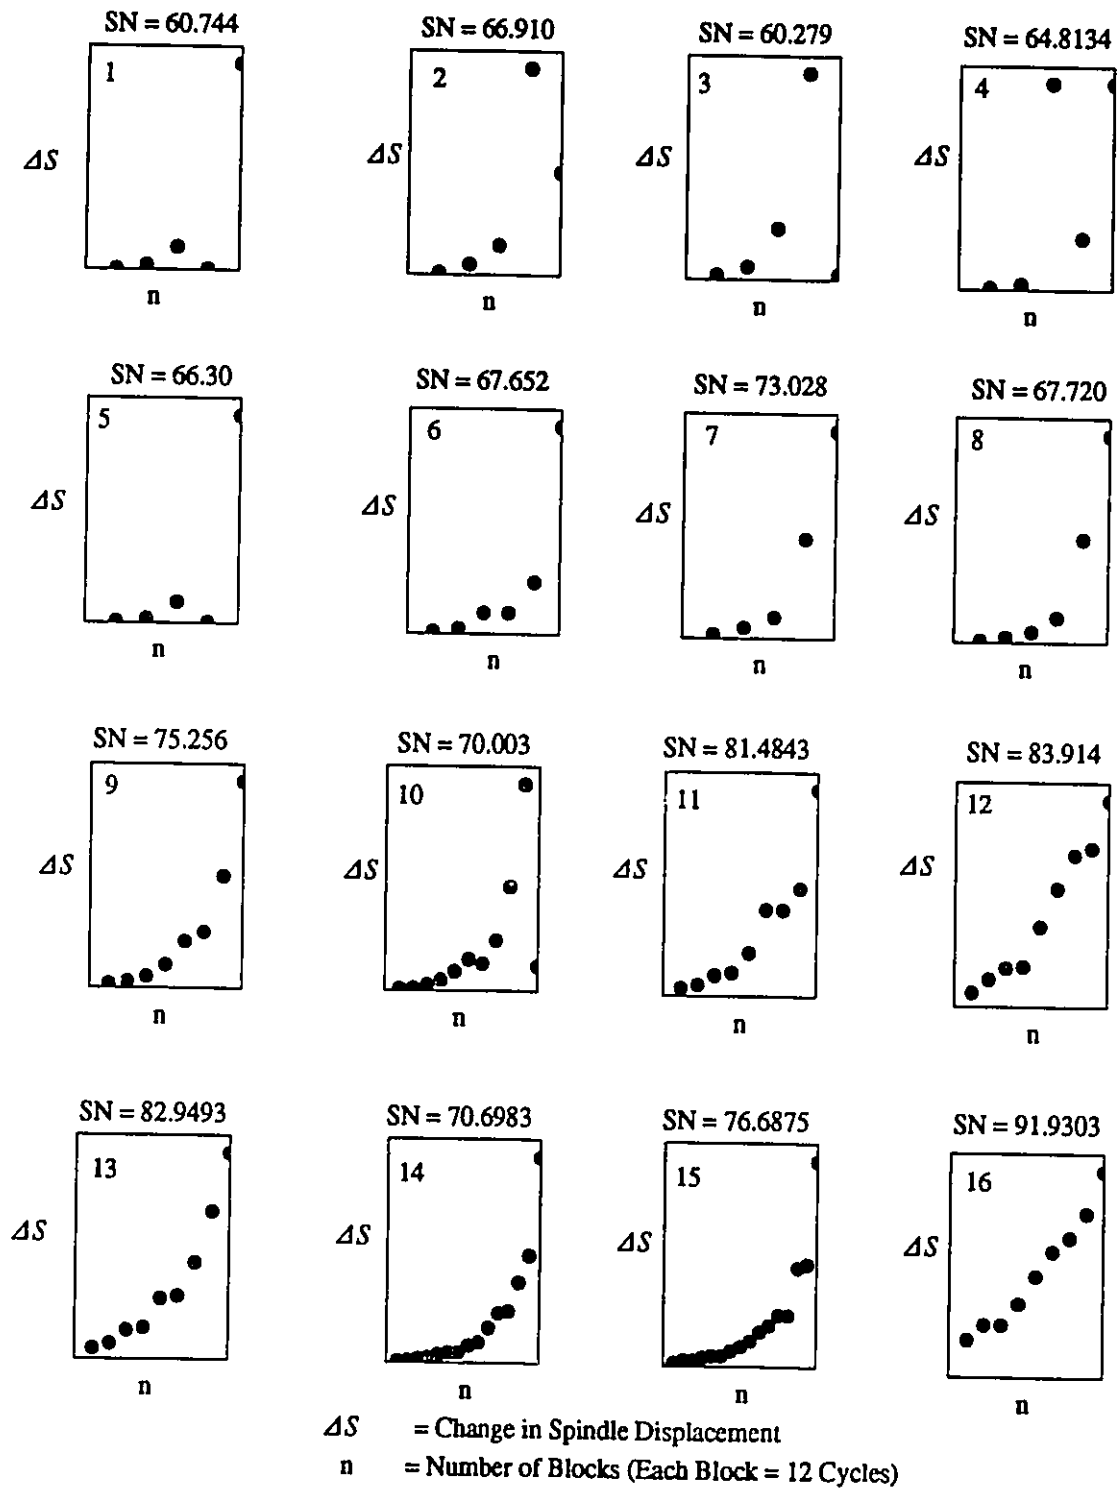 SN = 60.744 SN = 66.910 SN = 60.279 SN = 64.8134
1 2 3 4
ΔS ΔS ΔS ΔS
n n n n
SN = 66.30 SN = 67.652 SN = 73.028 SN = 67.720
5 6 7 8
ΔS ΔS ΔS ΔS
n n n n
SN = 75.256 SN = 70.003 SN = 81.4843 SN = 83.914
9 10 11 12
ΔS ΔS ΔS ΔS
n n n n
SN = 82.9493 SN = 70.6983 SN = 76.6875 SN = 91.9303
13 14 15 16
ΔS ΔS ΔS ΔS
n n n n
ΔS = Change in Spindle Displacement
n = Number of Blocks (Each Block = 12 Cycles)